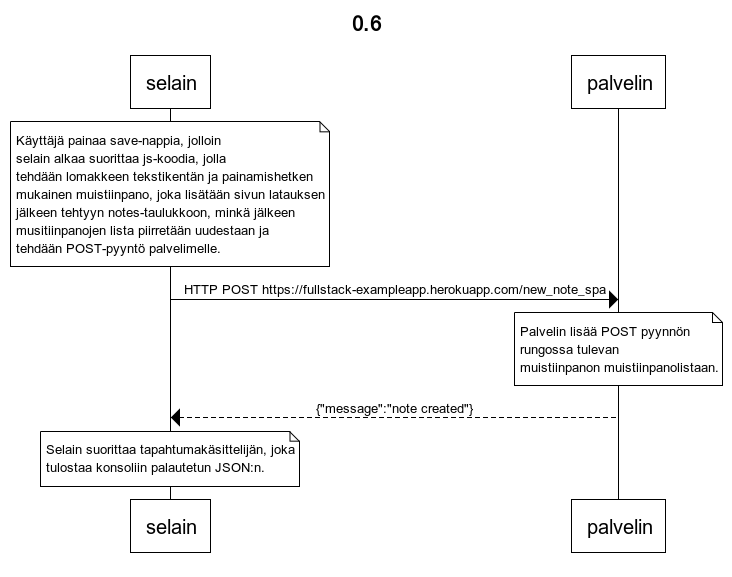 0.6
selain
palvelin
Käyttäjä painaa save-nappia, jolloin
selain alkaa suorittaa js-koodia, jolla
tehdään lomakkeen tekstikentän ja painamishetken
mukainen muistiinpano, joka lisätään sivun latauksen
jälkeen tehtyyn notes-taulukkoon, minkä jälkeen
musitiinpanojen lista piirretään uudestaan ja
tehdään POST-pyyntö palvelimelle.
HTTP POST https://fullstack-exampleapp.herokuapp.com/new_note_spa
Palvelin lisää POST pyynnön
rungossa tulevan
muistiinpanon muistiinpanolistaan.
{"message":"note created"}
Selain suorittaa tapahtumakäsittelijän, joka
tulostaa konsoliin palautetun JSON:n.
selain
palvelin